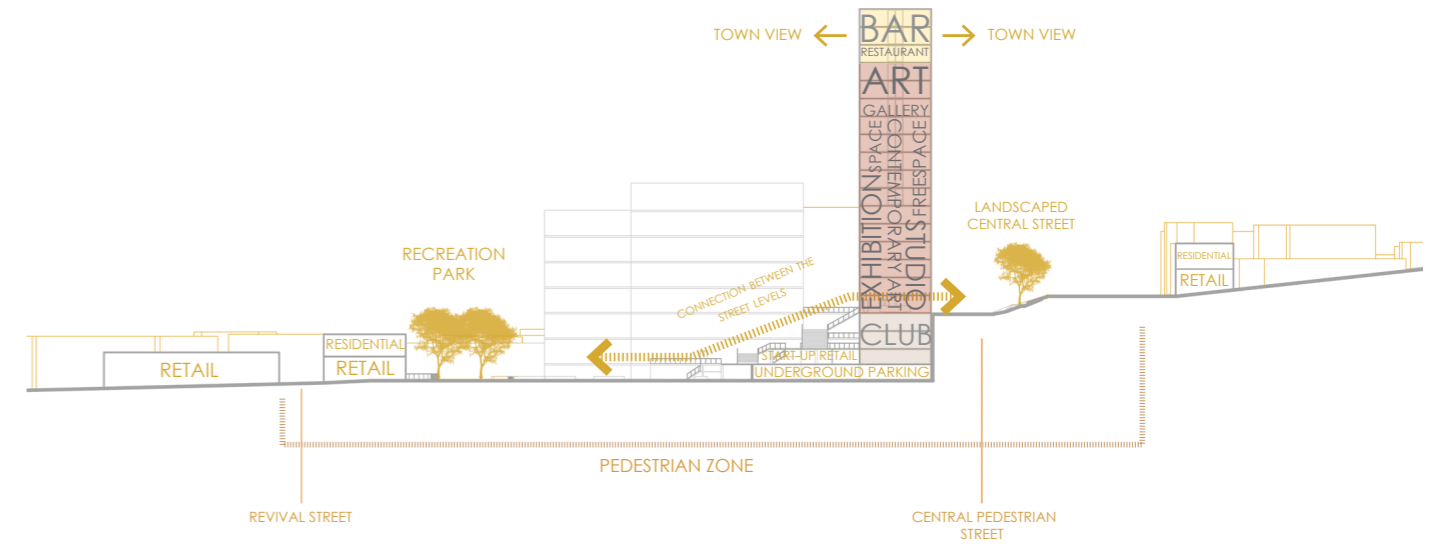 TOWN VIEW
BAR
TOWN VIEW
RESTAURANT
ART
GALLERY
EXHIBITION
SPACE
CONTEMPORARY ART
STUDIO
FREESPACE
CLUB
LANDSCAPED
CENTRAL STREET
RECREATION
PARK
CONNECTION BETWEEN THE
STREET LEVELS
RESIDENTIAL
RETAIL
RETAIL
RESIDENTIAL
RETAIL
START-UP RETAIL
UNDERGROUND PARKING
PEDESTRIAN ZONE
REVIVAL STREET
CENTRAL PEDESTRIAN
STREET